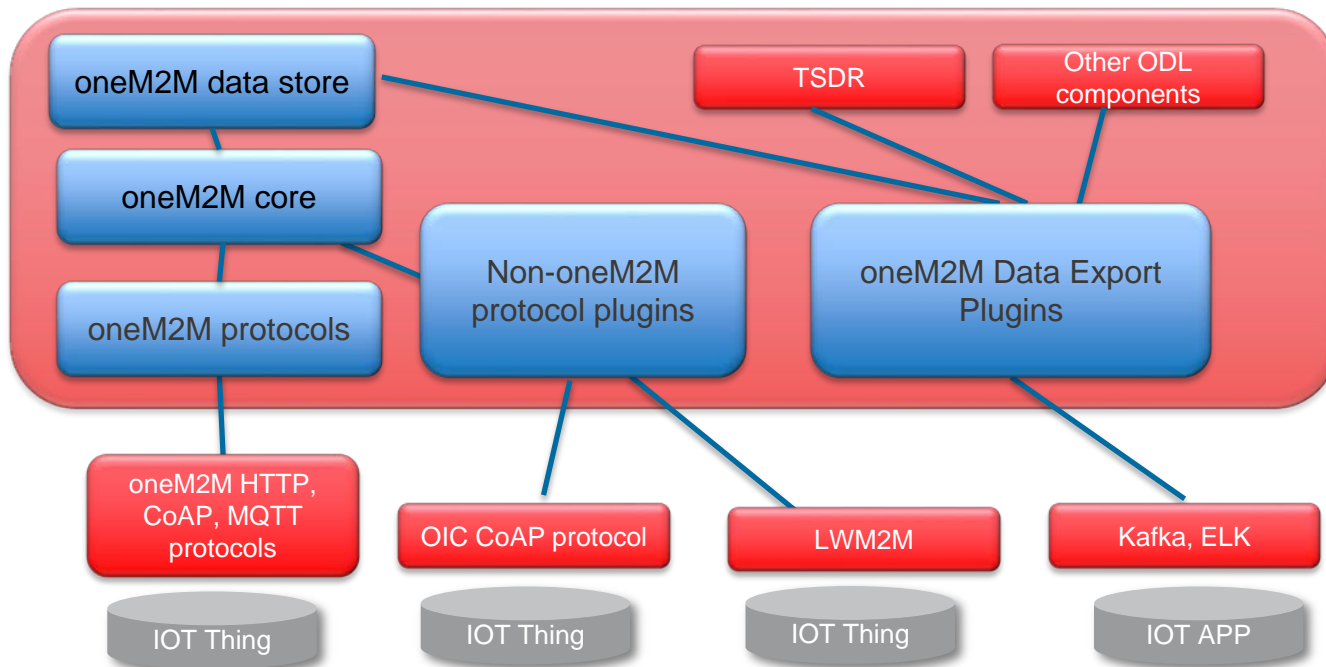 oneM2M data store
TSDR
Other ODL
components
oneM2M core
Non-oneM2M
protocol plugins
oneM2M Data Export
Plugins
oneM2M protocols
oneM2M HTTP,
CoAP, MQTT
protocols
OIC CoAP protocol
LWM2M
Kafka, ELK
IOT Thing
IOT Thing
IOT Thing
IOT APP